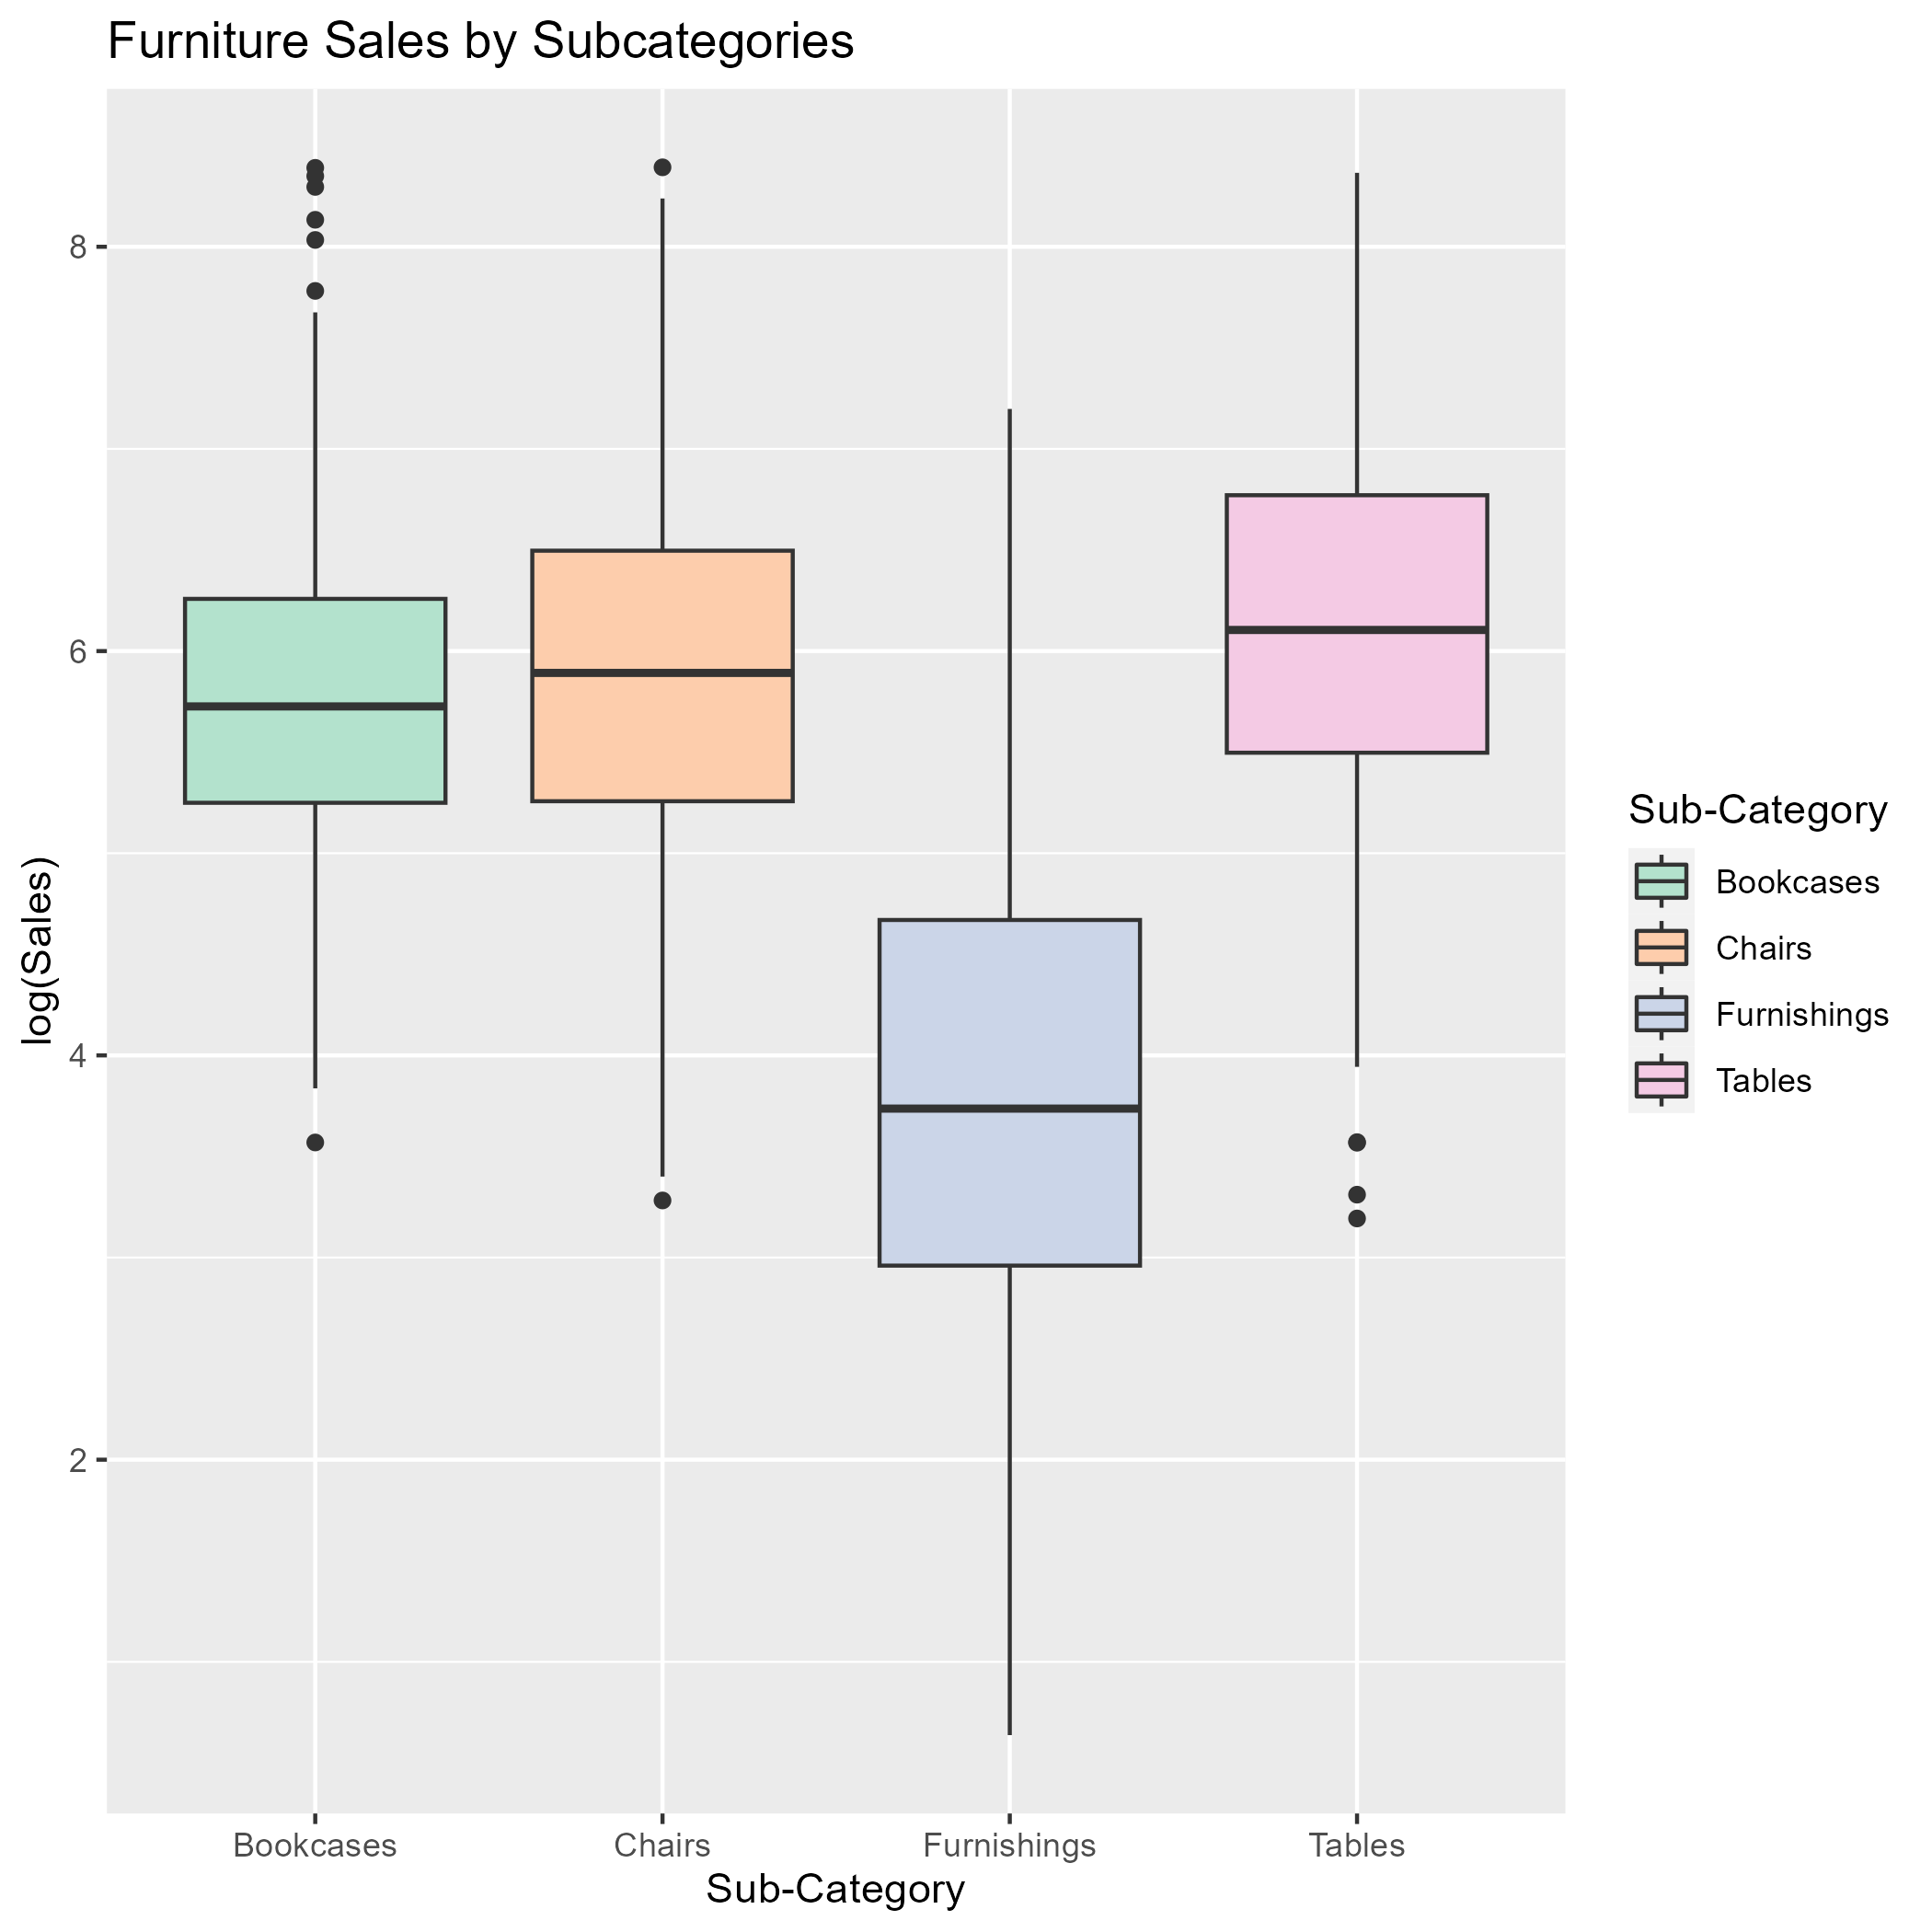 Furniture Sales by Subcategories
log(Sales)
8
6
4
2
Bookcases
Chairs
Furnishings
Tables
Sub-Category
Sub-Category
Bookcases
Chairs
Furnishings
Tables